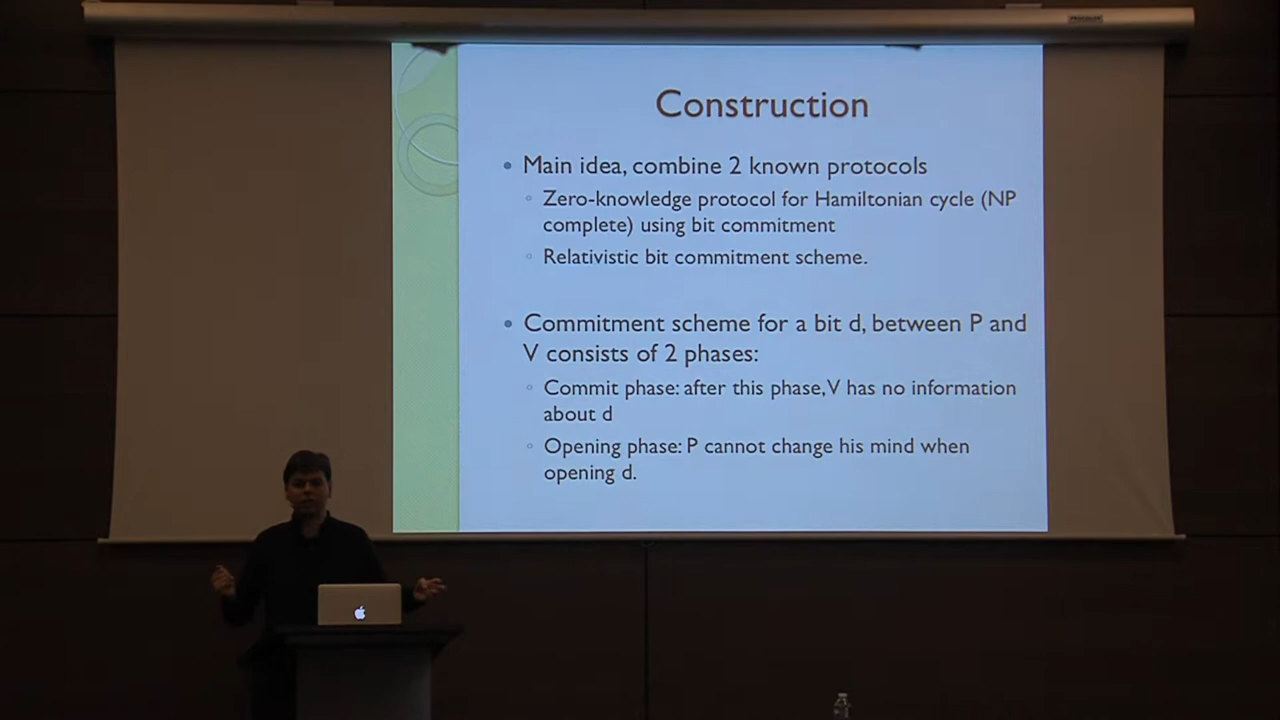 Construction
Main idea, combine 2 known protocols
Zero-knowledge protocol for Hamiltonian cycle (NP
complete) using bit commitment
Relativistic bit commitment scheme.
Commitment scheme for a bit d, between P and
V consists of 2 phases:
Commit phase: after this phase, V has no information
about d
Opening phase: P cannot change his mind when
opening d.